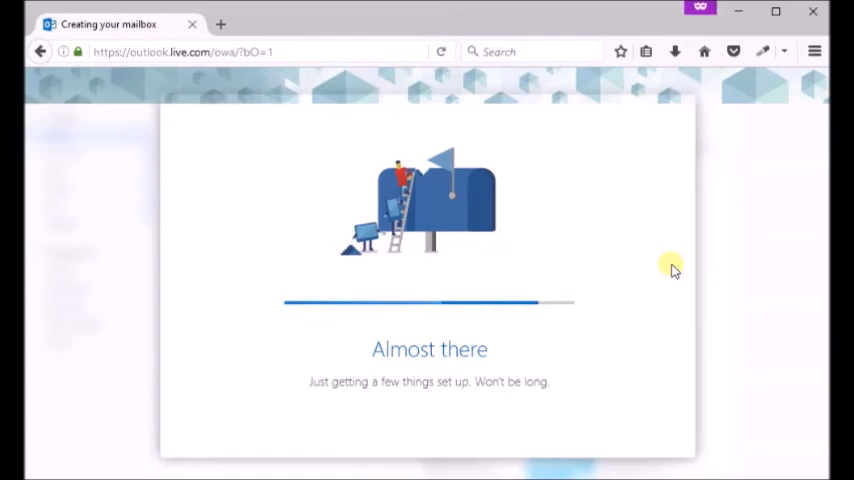 Creating your mailbox
https://outlook.live.com/owa/?bO=1
Search
Almost there
Just getting a few things set up. Won't be long.